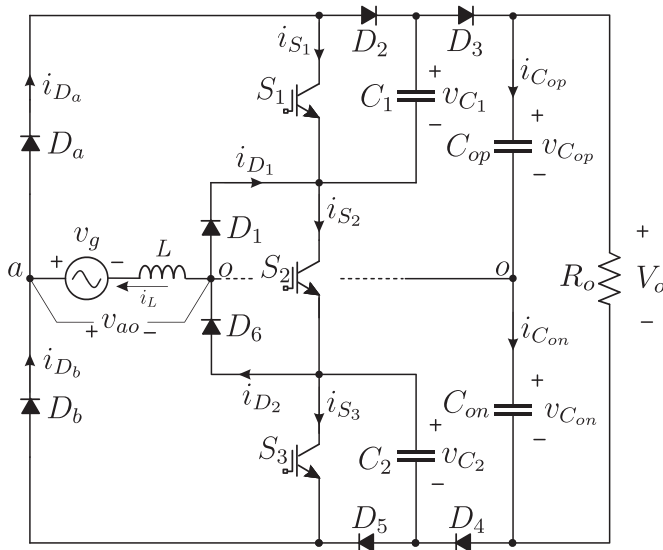 i_{S_1} D_2 D_3
i_{D_a} S_1 C_1 + v_{C_1} − i_{C_{op}}
D_a i_{D_1} C_{op} + v_{C_{op}} −
v_g L D_1 i_{S_2}
a + − o S_2 o R_o + V_o −
i_L
+ v_{ao} − D_6
i_{D_b} i_{D_2} i_{S_3} i_{C_{on}}
D_b S_3 C_2 + v_{C_2} − C_{on} + v_{C_{on}} −
D_5 D_4